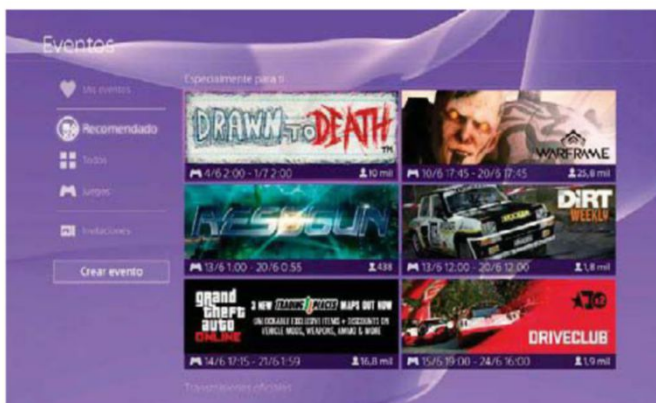 Eventos
Mis eventos
Recomendado
Todos
Juegos
Invitaciones
Crear evento
Especialmente para ti
DRAWN TO DEATH™
4/6 2:00 - 1/7 2:00 10 mil
WARFRAME
10/6 17:45 - 20/6 17:45 25,8 mil
RESOGUN
13/6 1:00 - 20/6 0:55 438
DiRT
WEEKLY
13/6 12:00 - 20/6 12:00 1,8 mil
grand theft auto ONLINE
3 NEW TRADING PLACES MAPS OUT NOW
UNLOCKABLE EXCLUSIVE ITEMS + DISCOUNTS ON
VEHICLE MODS, WEAPONS, AMMO & MORE
14/6 17:15 - 21/6 1:59 16,8 mil
DRIVECLUB
15/6 19:00 - 24/6 16:00 1,9 mil
Transmisiones oficiales